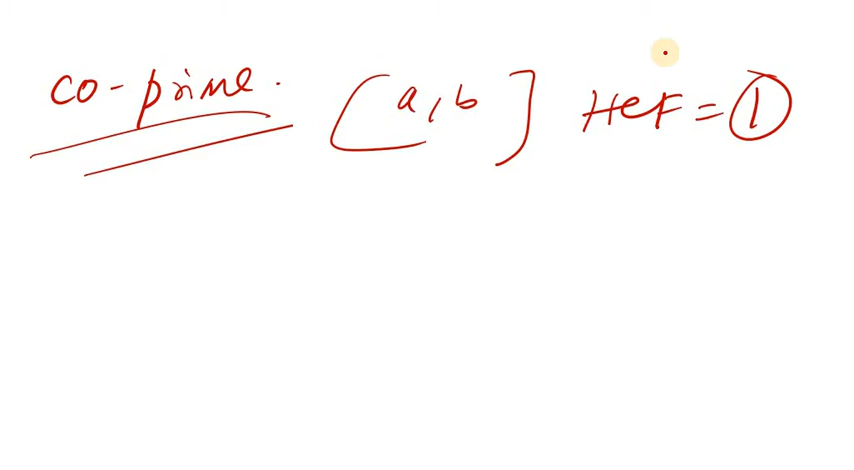 co-prime. [a, b] HCF = 1